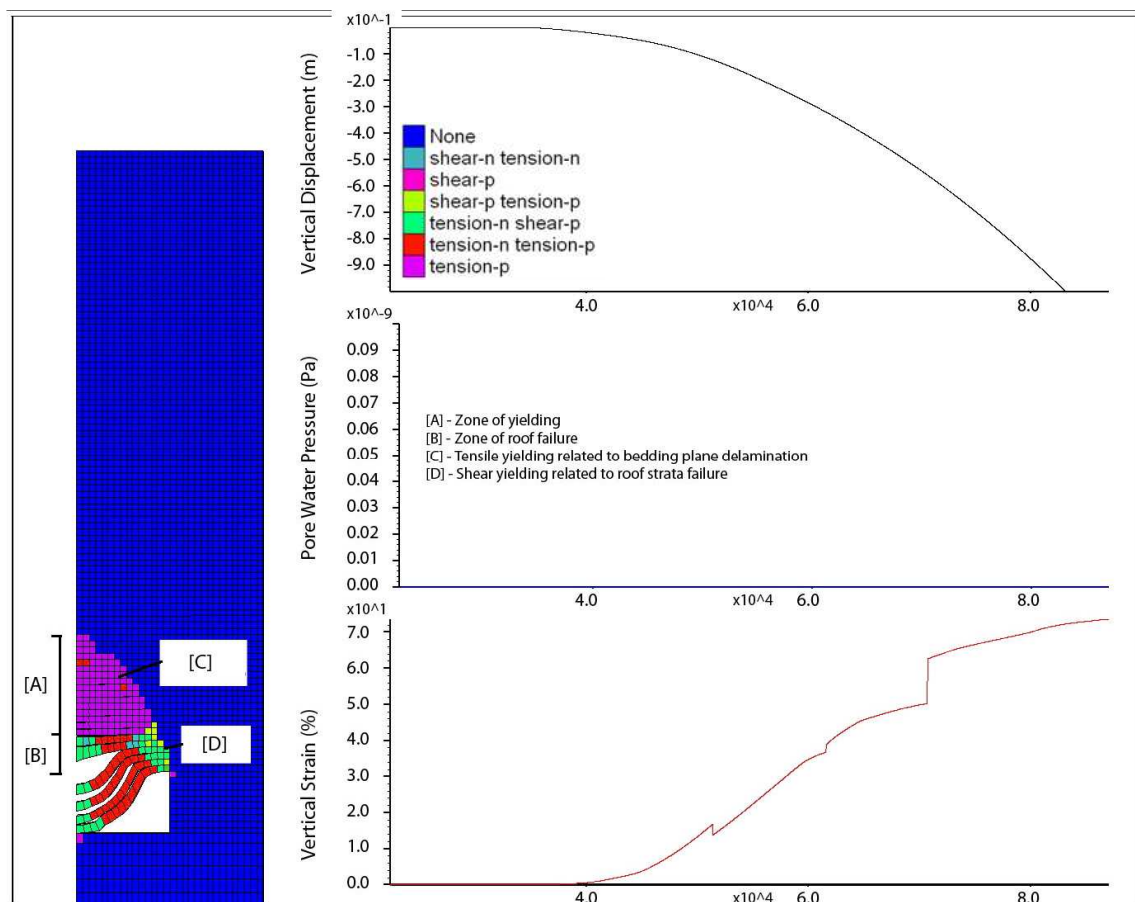 x10^-1
Vertical Displacement (m)
-1.0
-2.0
-3.0
-4.0
-5.0
-6.0
-7.0
-8.0
-9.0
None
shear-n tension-n
shear-p
shear-p tension-p
tension-n shear-p
tension-n tension-p
tension-p
4.0
x10^4
6.0
8.0
x10^-9
Pore Water Pressure (Pa)
0.09
0.08
0.07
0.06
0.05
0.04
0.03
0.02
0.01
0.00
[A] - Zone of yielding
[B] - Zone of roof failure
[C] - Tensile yielding related to bedding plane delamination
[D] - Shear yielding related to roof strata failure
4.0
x10^4
6.0
8.0
x10^1
Vertical Strain (%)
7.0
6.0
5.0
4.0
3.0
2.0
1.0
0.0
4.0
x10^4
6.0
8.0
[A]
[B]
[C]
[D]